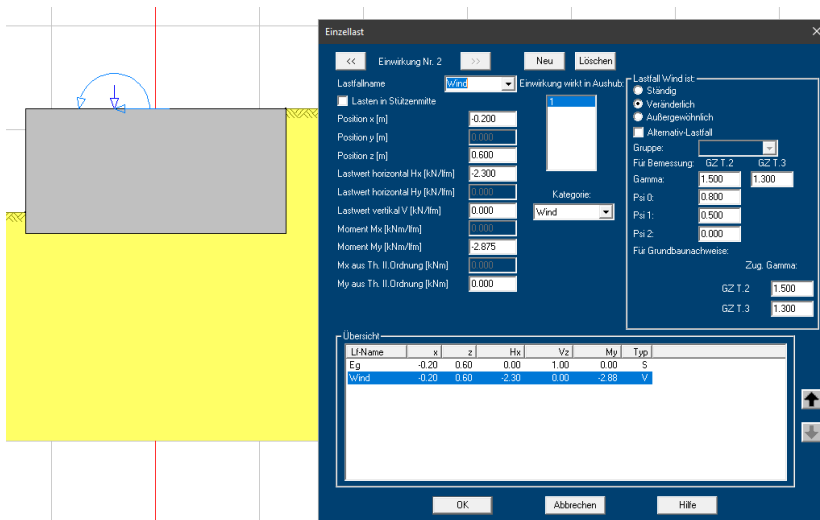 Einzellast
<< Einwirkung Nr. 2 >> Neu Löschen
Lastfallname Wind Einwirkung wirkt in Aushub: Lastfall Wind ist:
Ständig
Lasten in Stützenmitte 1 Veränderlich
Position x [m] -0.200 Außergewöhnlich
Position y [m] 0.000 Alternativ-Lastfall
Position z [m] 0.600 Gruppe:
Lastwert horizontal Hx [kN/lfm] -2.300 Für Bemessung: GZ T.2 GZ T.3
Gamma: 1.500 1.300
Lastwert horizontal Hy [kN/lfm] 0.000 Kategorie: Psi 0: 0.800
Lastwert vertikal V [kN/lfm] 0.000 Wind Psi 1: 0.500
Moment Mx [kNm/lfm] 0.000 Psi 2: 0.000
Moment My [kNm/lfm] -2.875 Für Grundbaunachweise:
Mx aus Th. II.Ordnung [kNm] 0.000 Zug. Gamma:
My aus Th. II.Ordnung [kNm] 0.000 GZ T.2 1.500
GZ T.3 1.300
Übersicht
Lf-Name x z Hx Vz My Typ
Eg -0.20 0.60 0.00 1.00 0.00 S
Wind -0.20 0.60 -2.30 0.00 -2.88 V
OK Abbrechen Hilfe